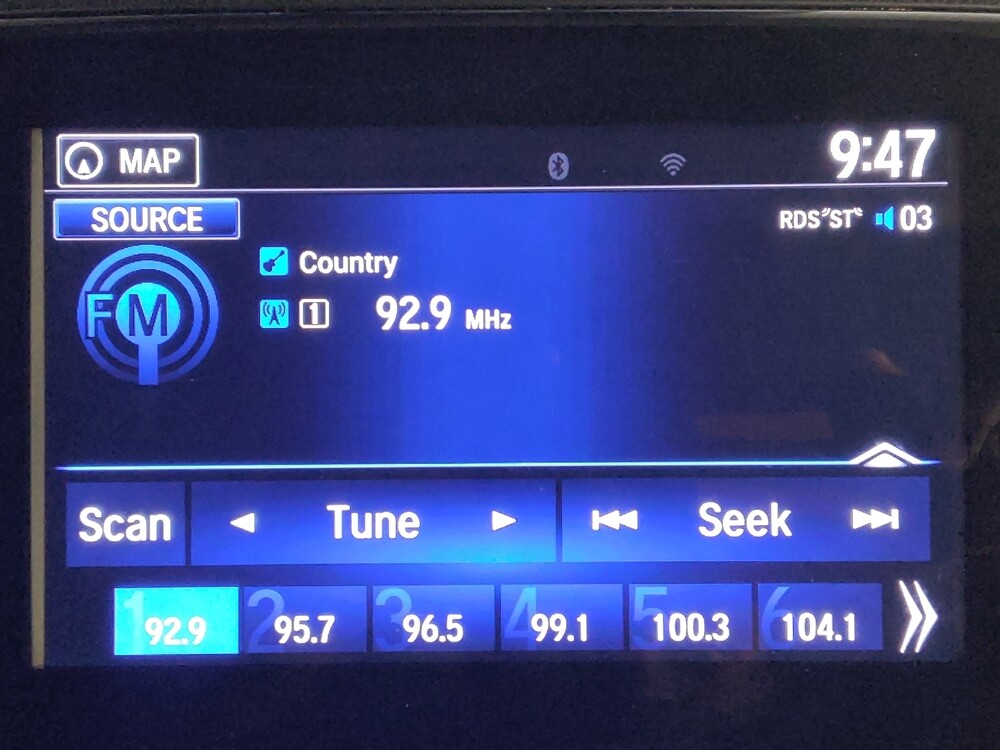 MAP 9:47
SOURCE RDS "ST" 03
FM Country
1 92.9 MHz
Scan Tune Seek
1 92.9 2 95.7 3 96.5 4 99.1 5 100.3 6 104.1